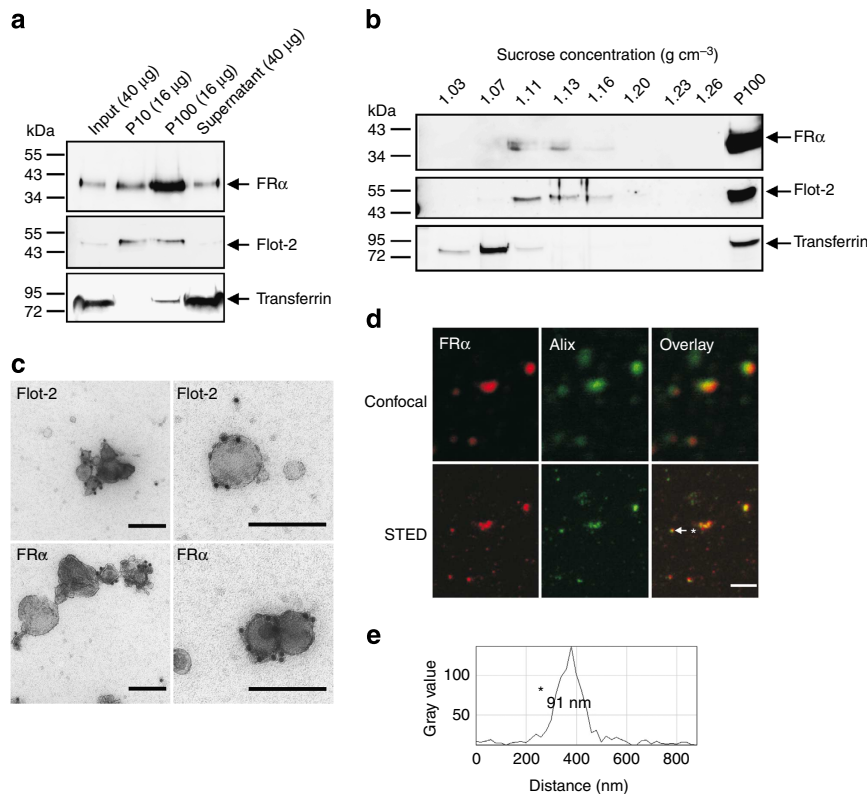 a
Input (40 µg)
P10 (16 µg)
P100 (16 µg)
Supernatant (40 µg)
kDa
55
43
34
FRα
55
43
Flot-2
95
72
Transferrin
b
Sucrose concentration (g cm–3)
1.03
1.07
1.11
1.13
1.16
1.20
1.23
1.26
P100
kDa
43
34
FRα
55
43
Flot-2
95
72
Transferrin
c
Flot-2
Flot-2
FRα
FRα
d
FRα
Alix
Overlay
Confocal
STED
*
e
Gray value
100
50
*
91 nm
0
200
400
600
800
Distance (nm)